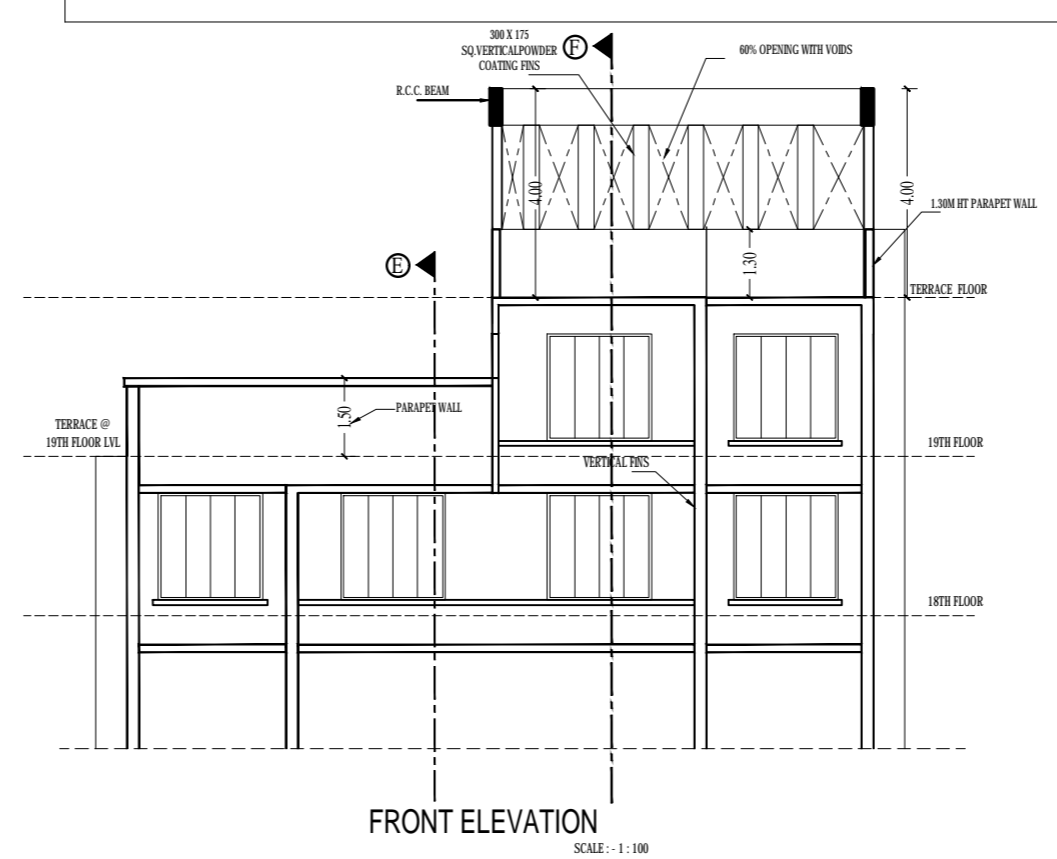 300 X 175
SQ.VERTICALPOWDER
COATING FINS
F
60% OPENING WITH VOIDS
R.C.C. BEAM
4.00
4.00
1.30M HT PARAPET WALL
E
1.30
TERRACE FLOOR
PARAPET WALL
1.50
TERRACE @
19TH FLOOR LVL
19TH FLOOR
VERTICAL FINS
18TH FLOOR
FRONT ELEVATION
SCALE : - 1 : 100